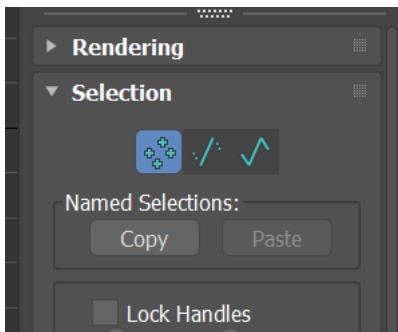 Rendering
Selection
Named Selections:
Copy Paste
Lock Handles